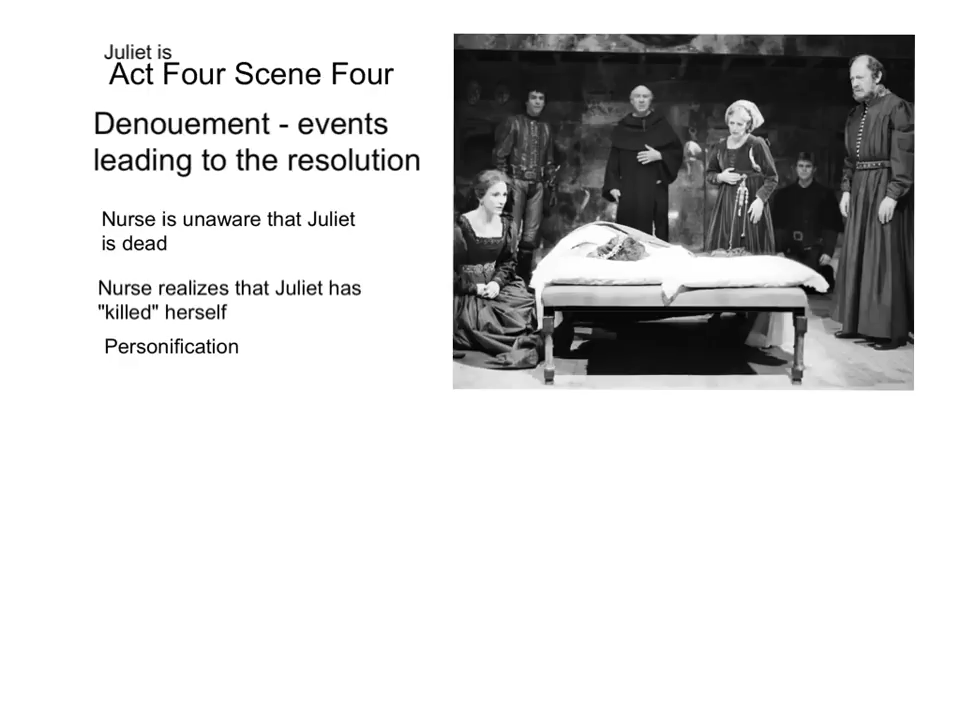 Juliet is
Act Four Scene Four
Denouement - events
leading to the resolution
Nurse is unaware that Juliet
is dead
Nurse realizes that Juliet has
"killed" herself
Personification